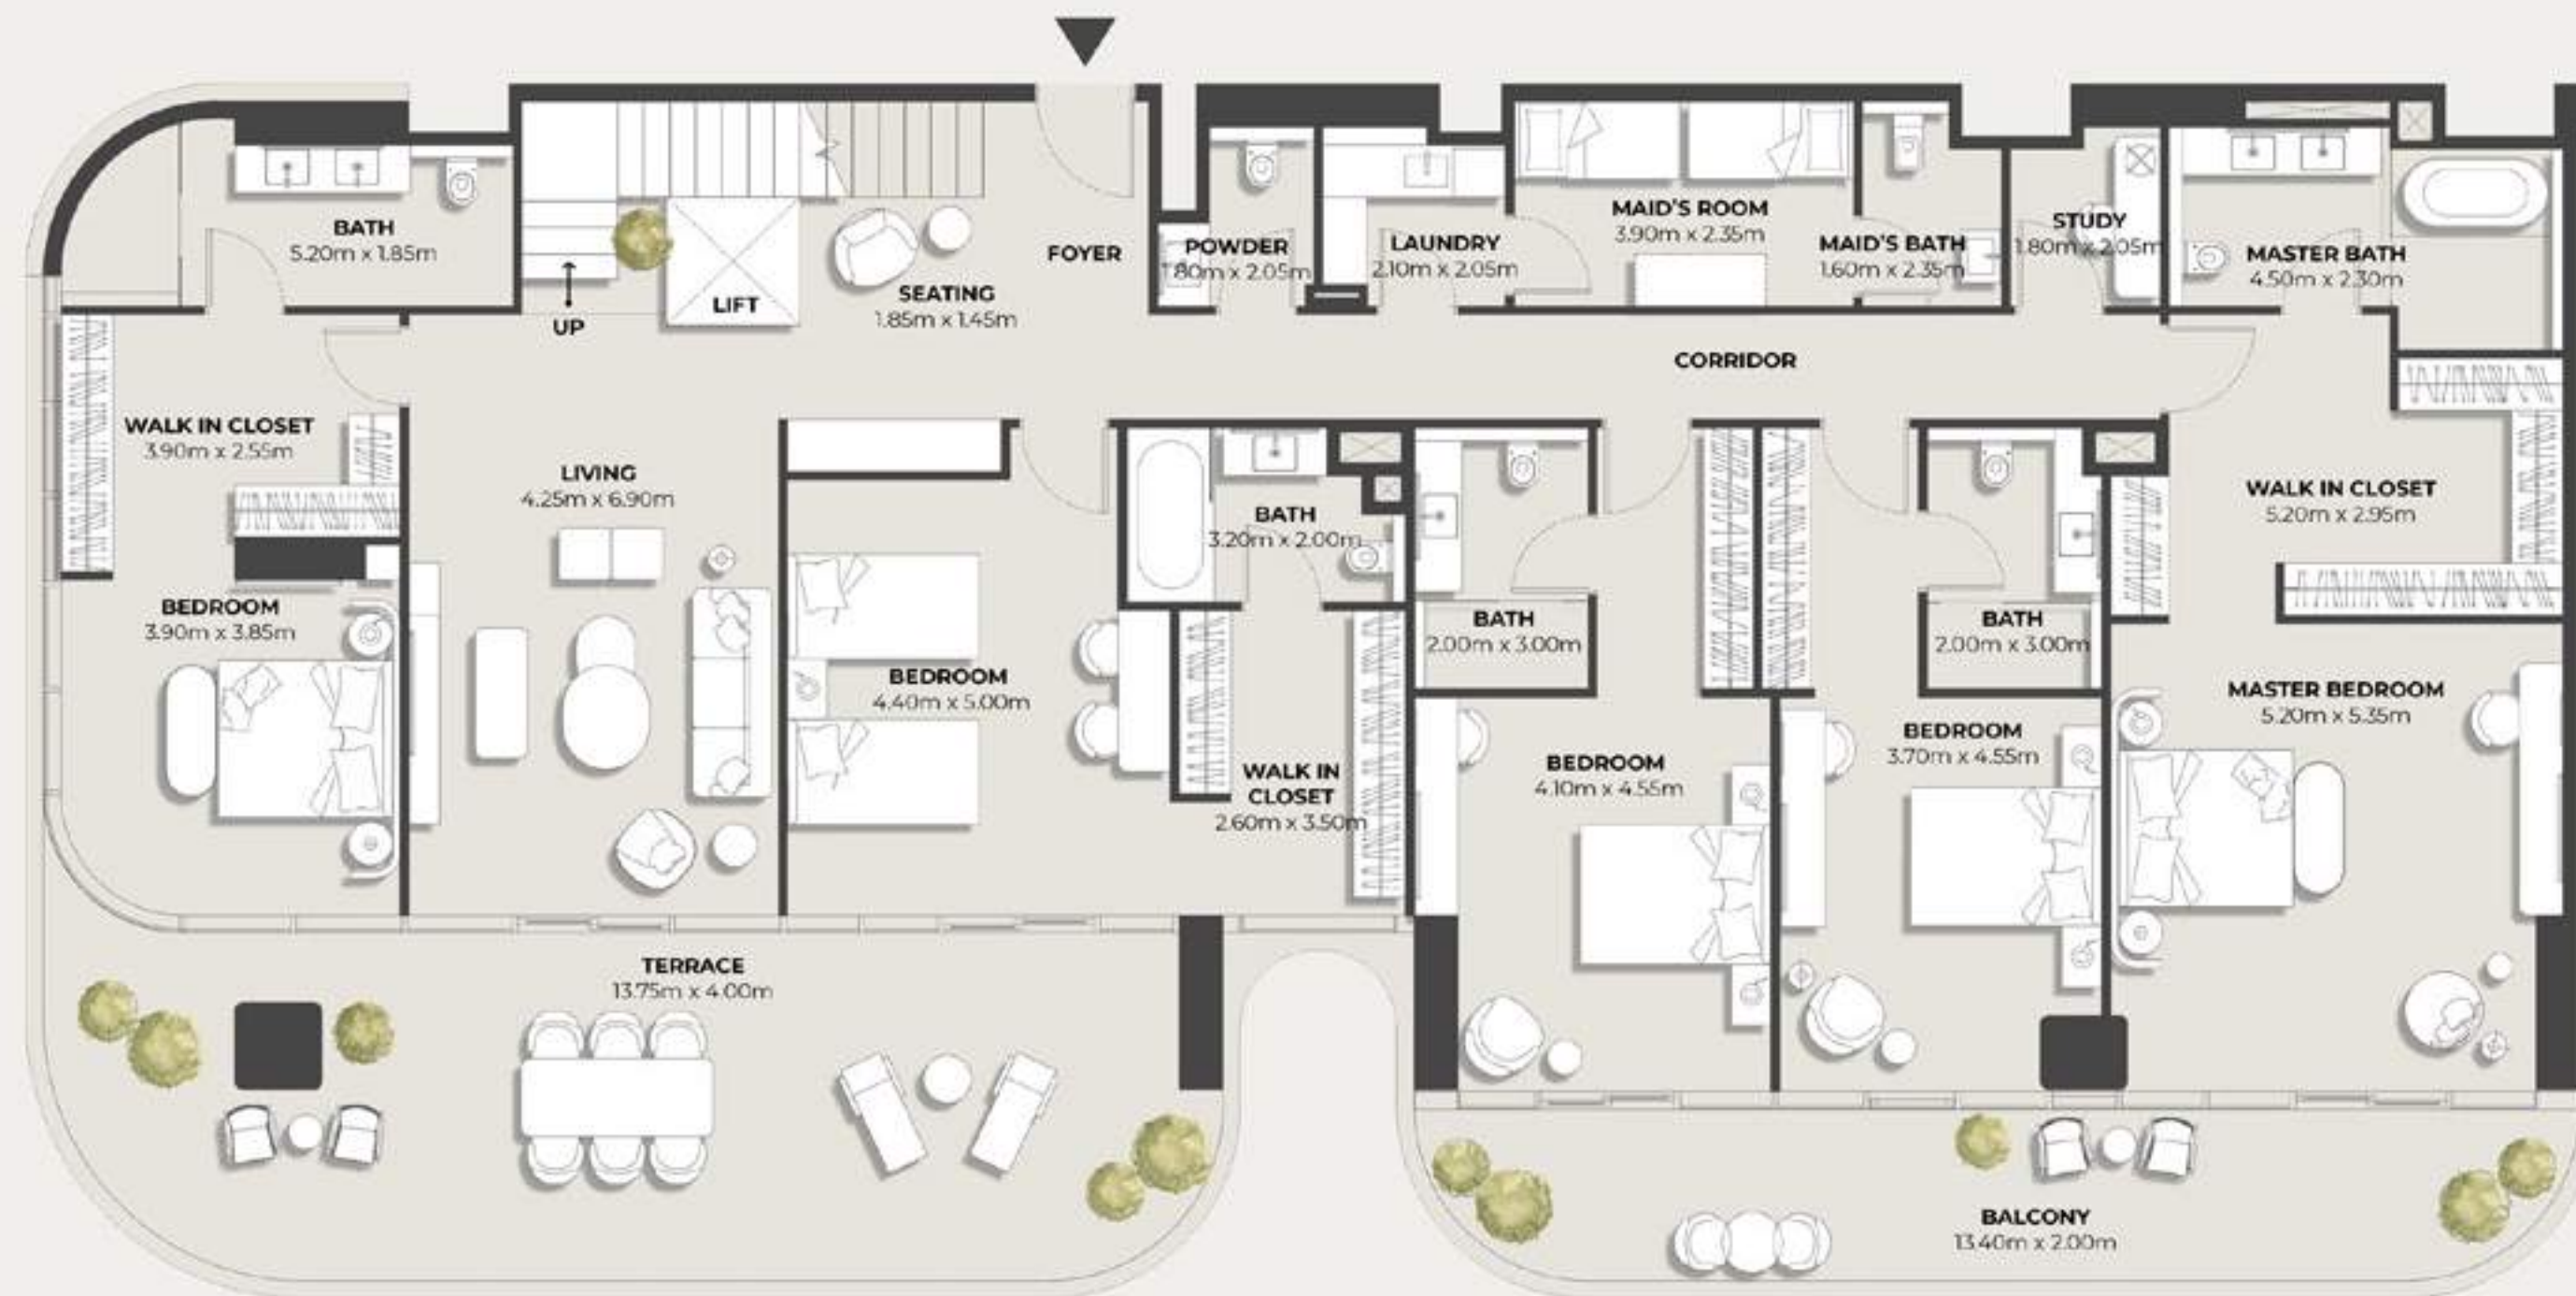 BATH
5.20m x 1.85m
UP
LIFT
SEATING
1.85m x 1.45m
FOYER
POWDER
1.80m x 2.05m
LAUNDRY
2.10m x 2.05m
MAID'S ROOM
3.90m x 2.35m
MAID'S BATH
1.60m x 2.35m
STUDY
1.80m x 2.05m
MASTER BATH
4.50m x 2.30m
CORRIDOR
WALK IN CLOSET
3.90m x 2.55m
LIVING
4.25m x 6.90m
BATH
3.20m x 2.00m
WALK IN CLOSET
5.20m x 2.95m
BEDROOM
3.90m x 3.85m
BEDROOM
4.40m x 5.00m
BATH
2.00m x 3.00m
BATH
2.00m x 3.00m
WALK IN
CLOSET
2.60m x 3.50m
BEDROOM
4.10m x 4.55m
BEDROOM
3.70m x 4.55m
MASTER BEDROOM
5.20m x 5.35m
TERRACE
13.75m x 4.00m
BALCONY
13.40m x 2.00m